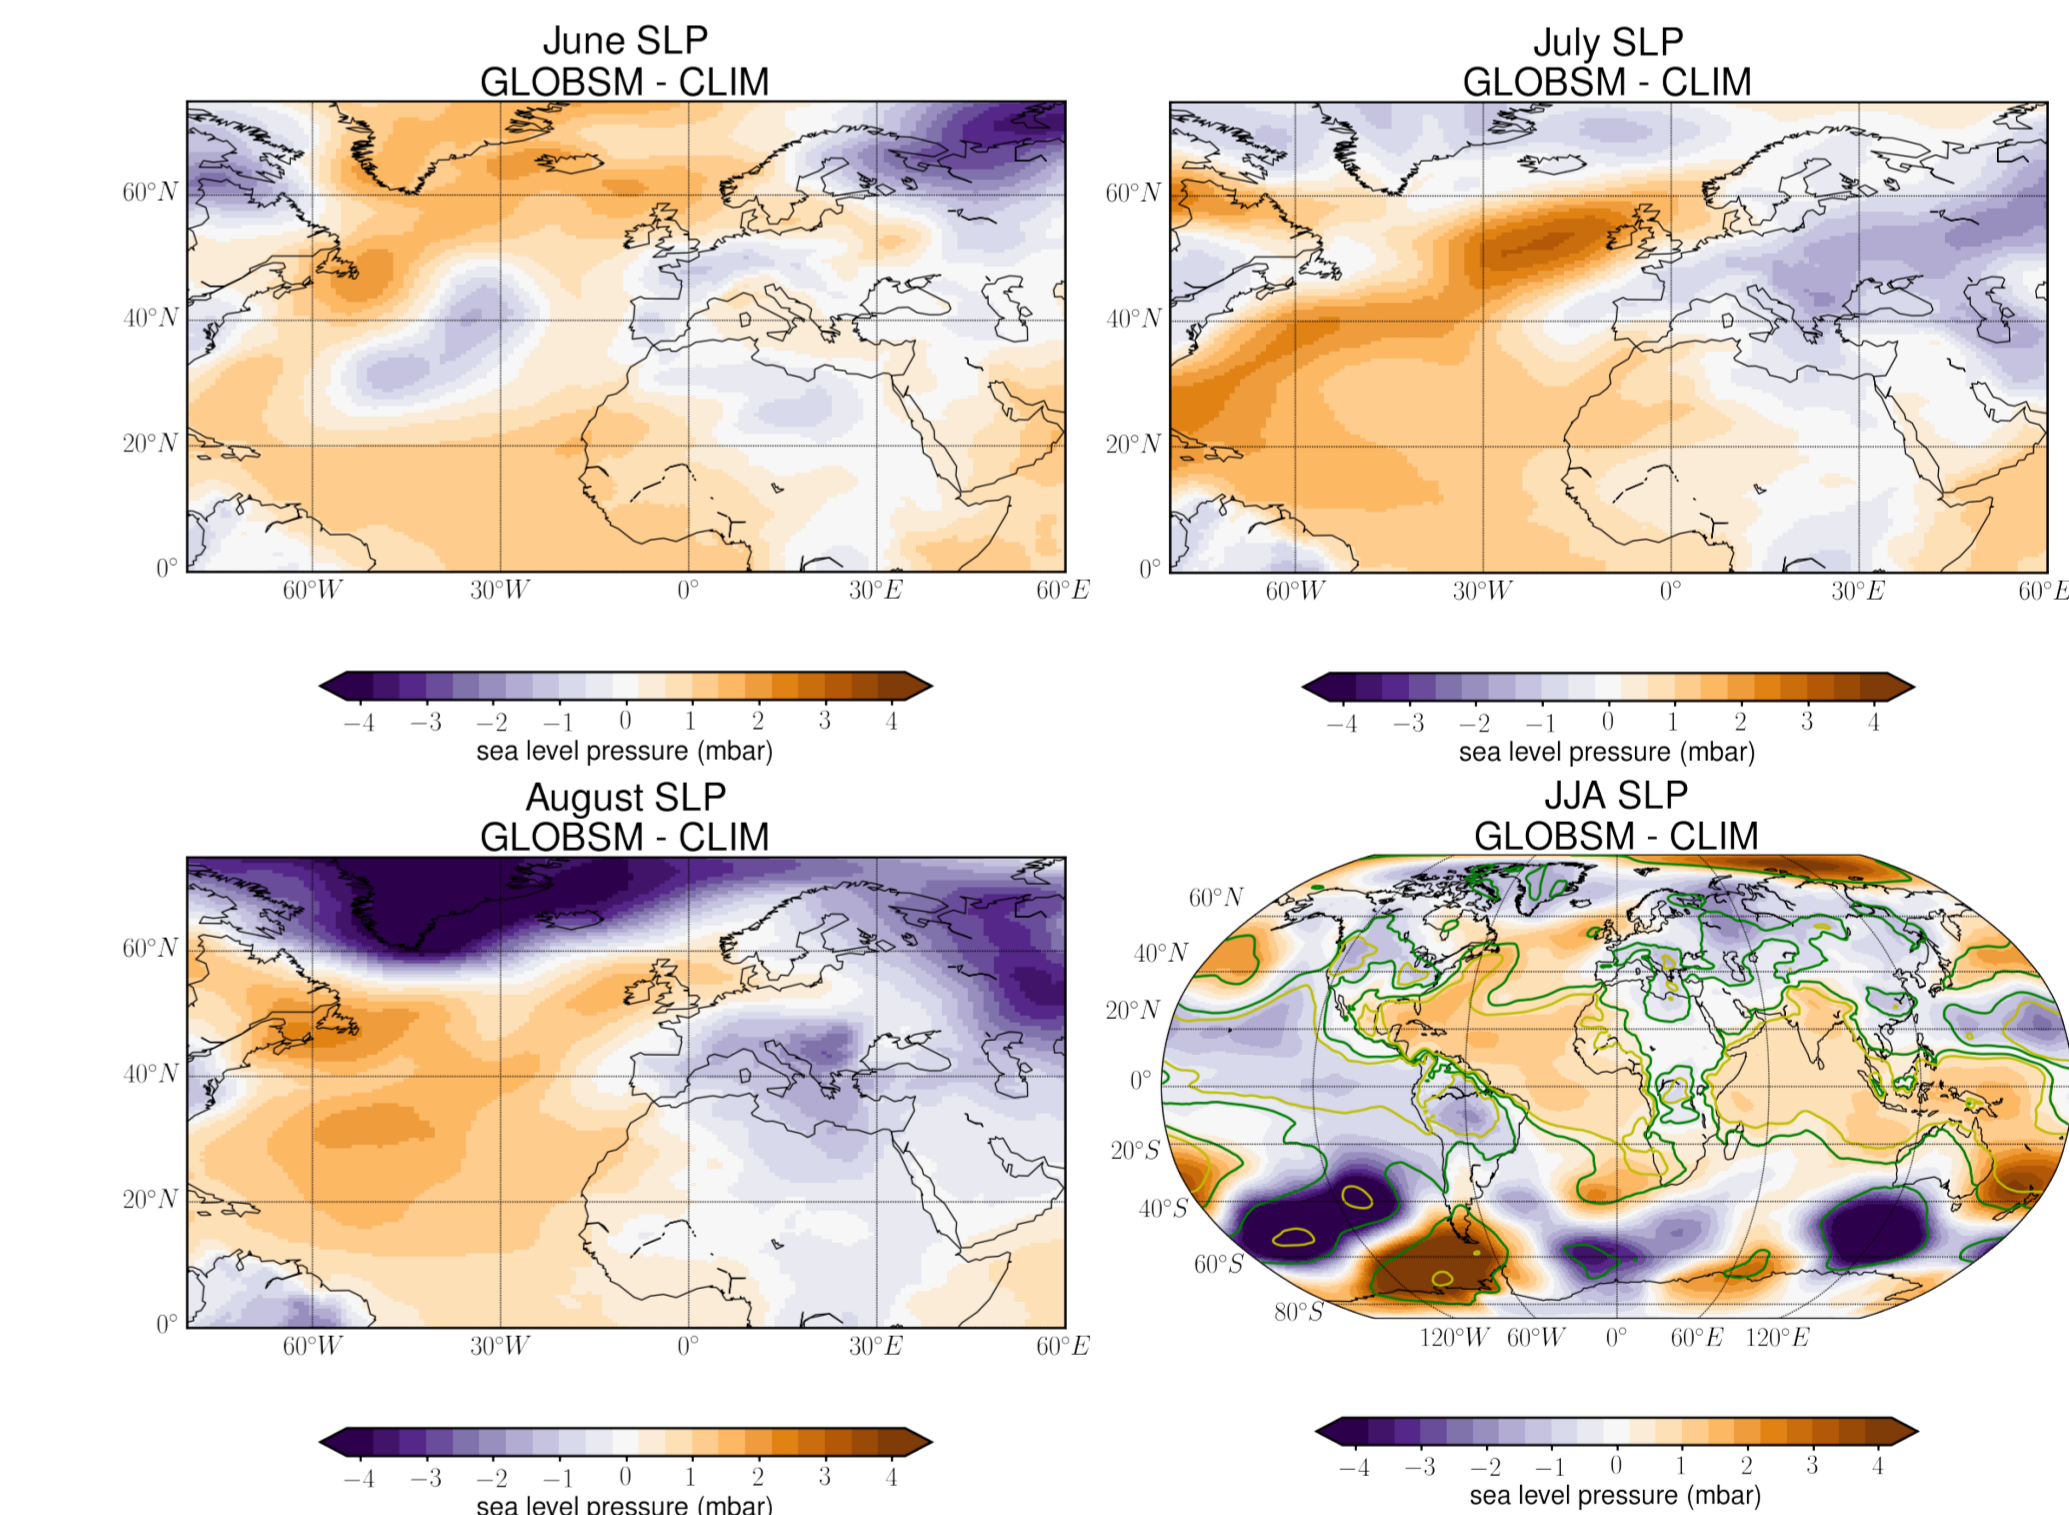 June SLP
GLOBSM - CLIM
60°N
40°N
20°N
0°
60°W 30°W 0° 30°E 60°E
−4 −3 −2 −1 0 1 2 3 4
sea level pressure (mbar)
July SLP
GLOBSM - CLIM
60°N
40°N
20°N
0°
60°W 30°W 0° 30°E 60°E
−4 −3 −2 −1 0 1 2 3 4
sea level pressure (mbar)
August SLP
GLOBSM - CLIM
60°N
40°N
20°N
0°
60°W 30°W 0° 30°E 60°E
−4 −3 −2 −1 0 1 2 3 4
sea level pressure (mbar)
JJA SLP
GLOBSM - CLIM
60°N
40°N
20°N
0°
20°S
40°S
60°S
80°S
120°W 60°W 0° 60°E 120°E
−4 −3 −2 −1 0 1 2 3 4
sea level pressure (mbar)